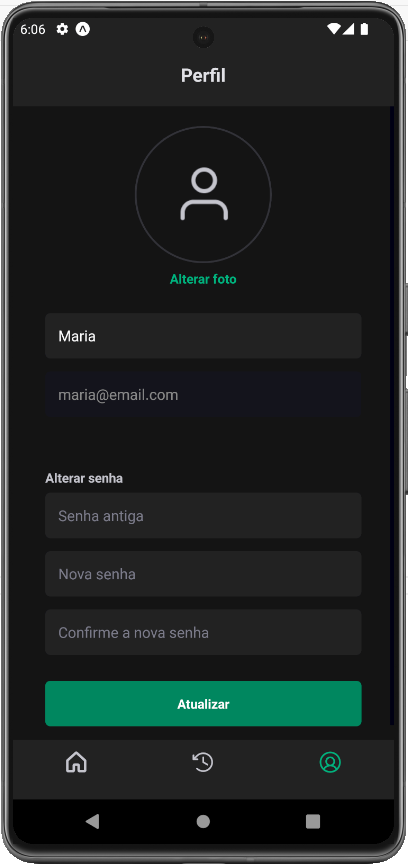 6:06
Perfil
Alterar foto
Maria
maria@email.com
Alterar senha
Senha antiga
Nova senha
Confirme a nova senha
Atualizar